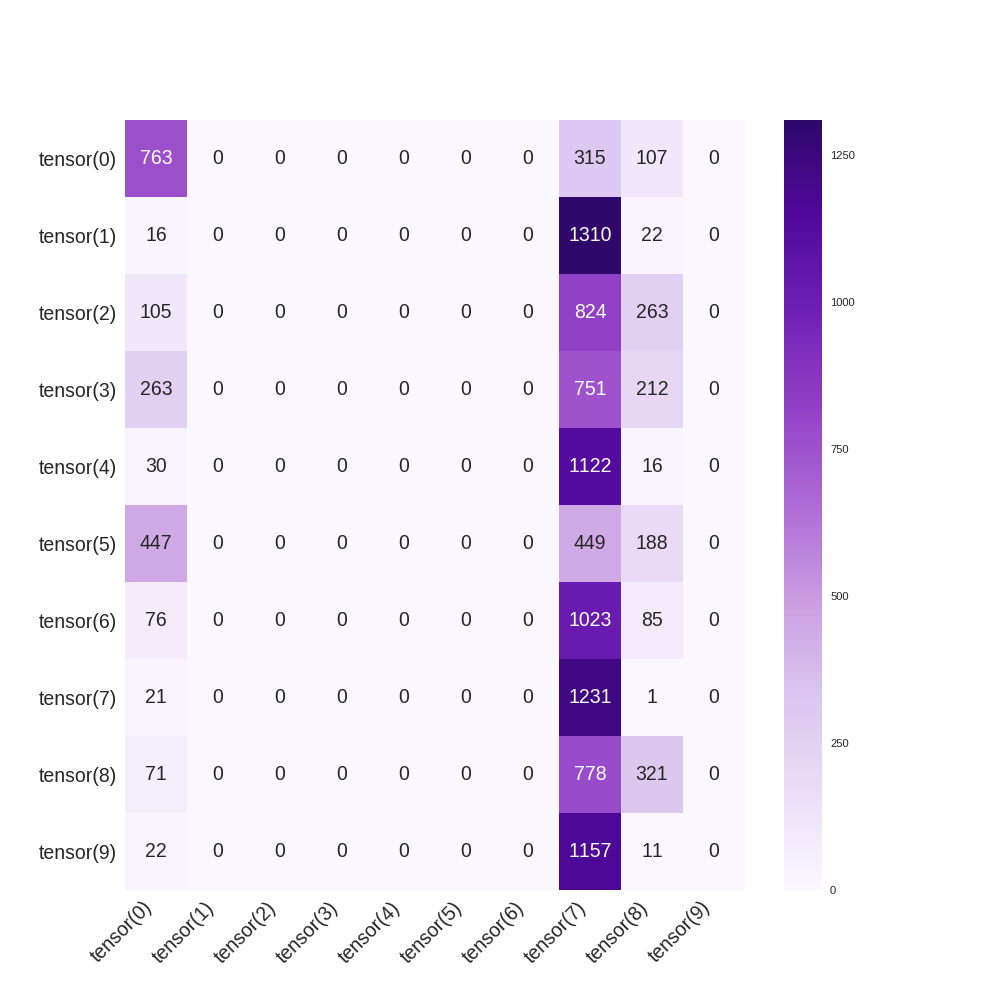 tensor(0) 763 0 0 0 0 0 0 315 107 0
tensor(1) 16 0 0 0 0 0 0 1310 22 0
tensor(2) 105 0 0 0 0 0 0 824 263 0
tensor(3) 263 0 0 0 0 0 0 751 212 0
tensor(4) 30 0 0 0 0 0 0 1122 16 0
tensor(5) 447 0 0 0 0 0 0 449 188 0
tensor(6) 76 0 0 0 0 0 0 1023 85 0
tensor(7) 21 0 0 0 0 0 0 1231 1 0
tensor(8) 71 0 0 0 0 0 0 778 321 0
tensor(9) 22 0 0 0 0 0 0 1157 11 0
tensor(0) tensor(1) tensor(2) tensor(3) tensor(4) tensor(5) tensor(6) tensor(7) tensor(8) tensor(9)
1250
1000
750
500
250
0